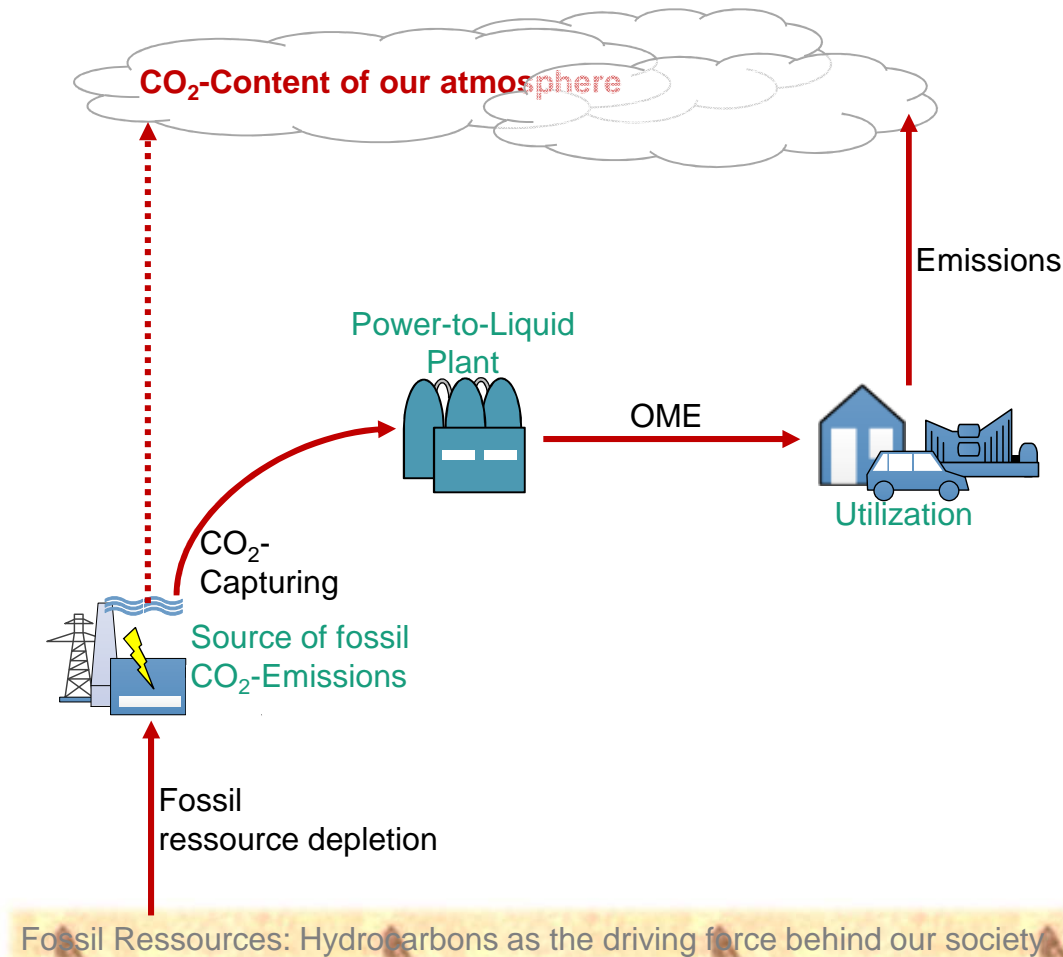 CO₂-Content of our atmosphere
Emissions
Power-to-Liquid
Plant
OME
Utilization
CO₂-
Capturing
Source of fossil
CO₂-Emissions
Fossil
ressource depletion
Fossil Ressources: Hydrocarbons as the driving force behind our society